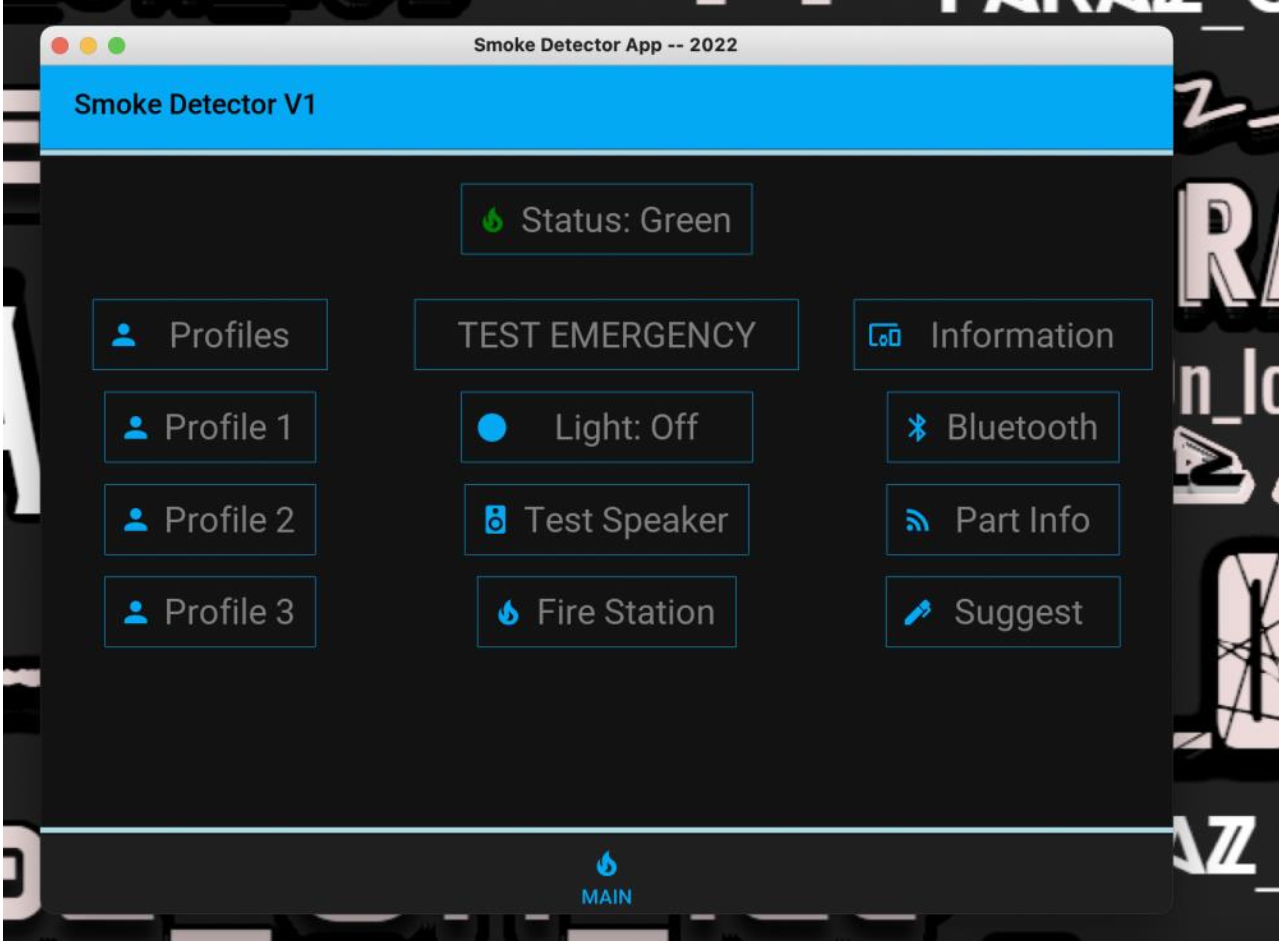 Smoke Detector App -- 2022
Smoke Detector V1
Status: Green
Profiles
TEST EMERGENCY
Information
Profile 1
Light: Off
Bluetooth
Profile 2
Test Speaker
Part Info
Profile 3
Fire Station
Suggest
MAIN